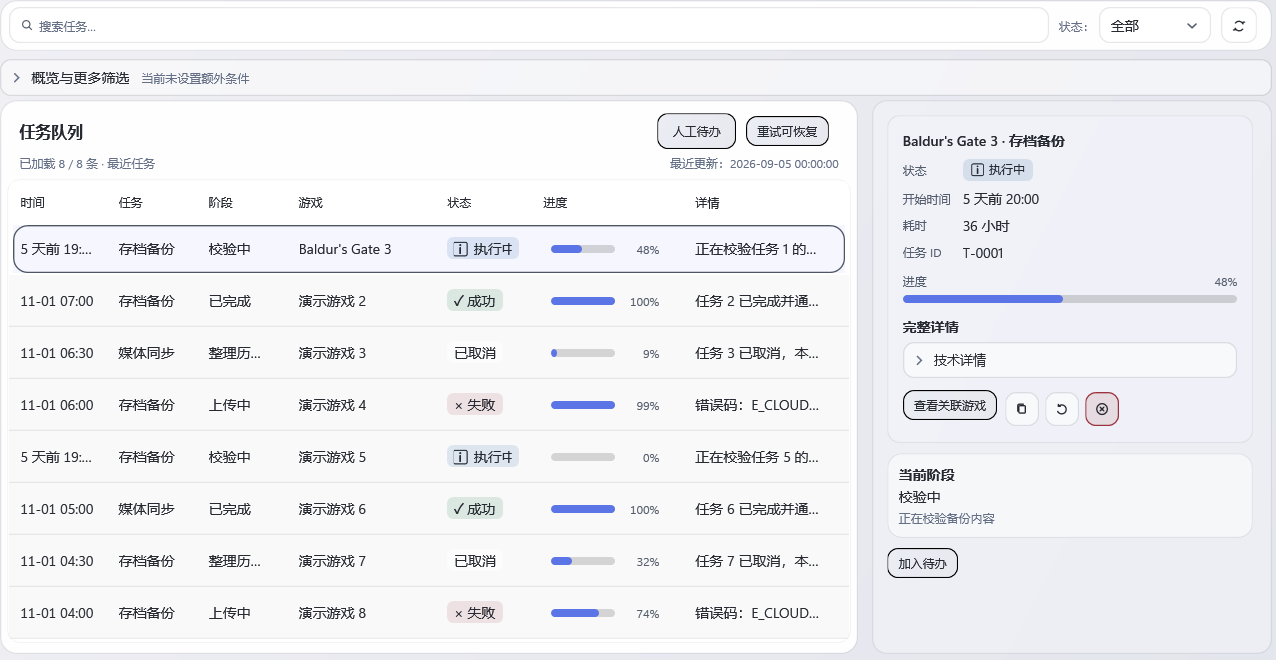 搜索任务...
状态：
全部
概览与更多筛选 当前未设置额外条件
任务队列
人工待办
重试可恢复
已加载 8 / 8 条 · 最近任务
最近更新：2026-09-05 00:00:00
时间 任务 阶段 游戏 状态 进度 详情
5 天前 19:... 存档备份 校验中 Baldur's Gate 3 执行中 48% 正在校验任务 1 的...
11-01 07:00 存档备份 已完成 演示游戏 2 ✓ 成功 100% 任务 2 已完成并通...
11-01 06:30 媒体同步 整理历... 演示游戏 3 已取消 9% 任务 3 已取消，本...
11-01 06:00 存档备份 上传中 演示游戏 4 × 失败 99% 错误码：E_CLOUD...
5 天前 19:... 存档备份 校验中 演示游戏 5 执行中 0% 正在校验任务 5 的...
11-01 05:00 媒体同步 已完成 演示游戏 6 ✓ 成功 100% 任务 6 已完成并通...
11-01 04:30 存档备份 整理历... 演示游戏 7 已取消 32% 任务 7 已取消，本...
11-01 04:00 存档备份 上传中 演示游戏 8 × 失败 74% 错误码：E_CLOUD...
Baldur's Gate 3 · 存档备份
状态 执行中
开始时间 5 天前 20:00
耗时 36 小时
任务 ID T-0001
进度 48%
完整详情
技术详情
查看关联游戏
当前阶段
校验中
正在校验备份内容
加入待办